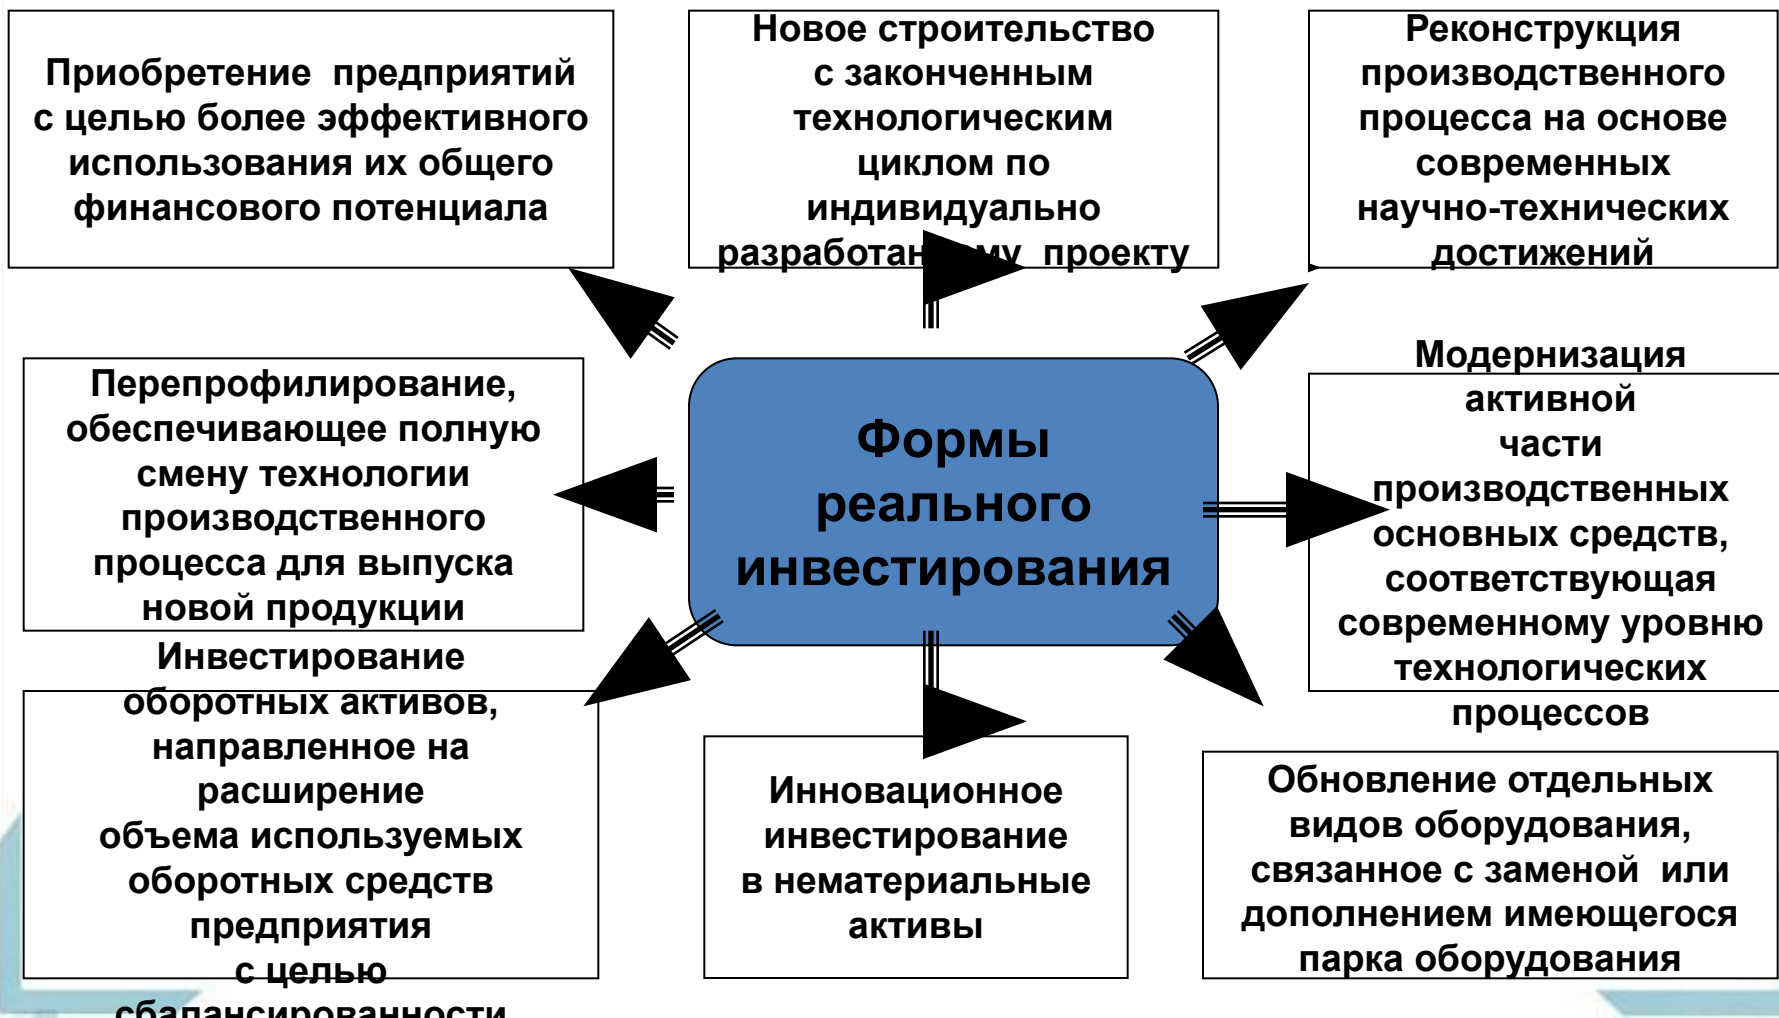 Приобретение предприятий
с целью более эффективного
использования их общего
финансового потенциала
Новое строительство
с законченным
технологическим
циклом по
индивидуально
проекту
Реконструкция
производственного
процесса на основе
современных
научно-технических
достижений
Перепрофилирование,
обеспечивающее полную
смену технологии
производственного
процесса для выпуска
новой продукции
Формы
реального
инвестирования
Модернизация
активной
части
производственных
основных средств,
соответствующая
современному уровню
технологических
процессов
Инвестирование
оборотных активов,
направленное на
расширение
объема используемых
оборотных средств
предприятия
с целью
сбалансированности
Инновационное
инвестирование
в нематериальные
активы
Обновление отдельных
видов оборудования,
связанное с заменой или
дополнением имеющегося
парка оборудования